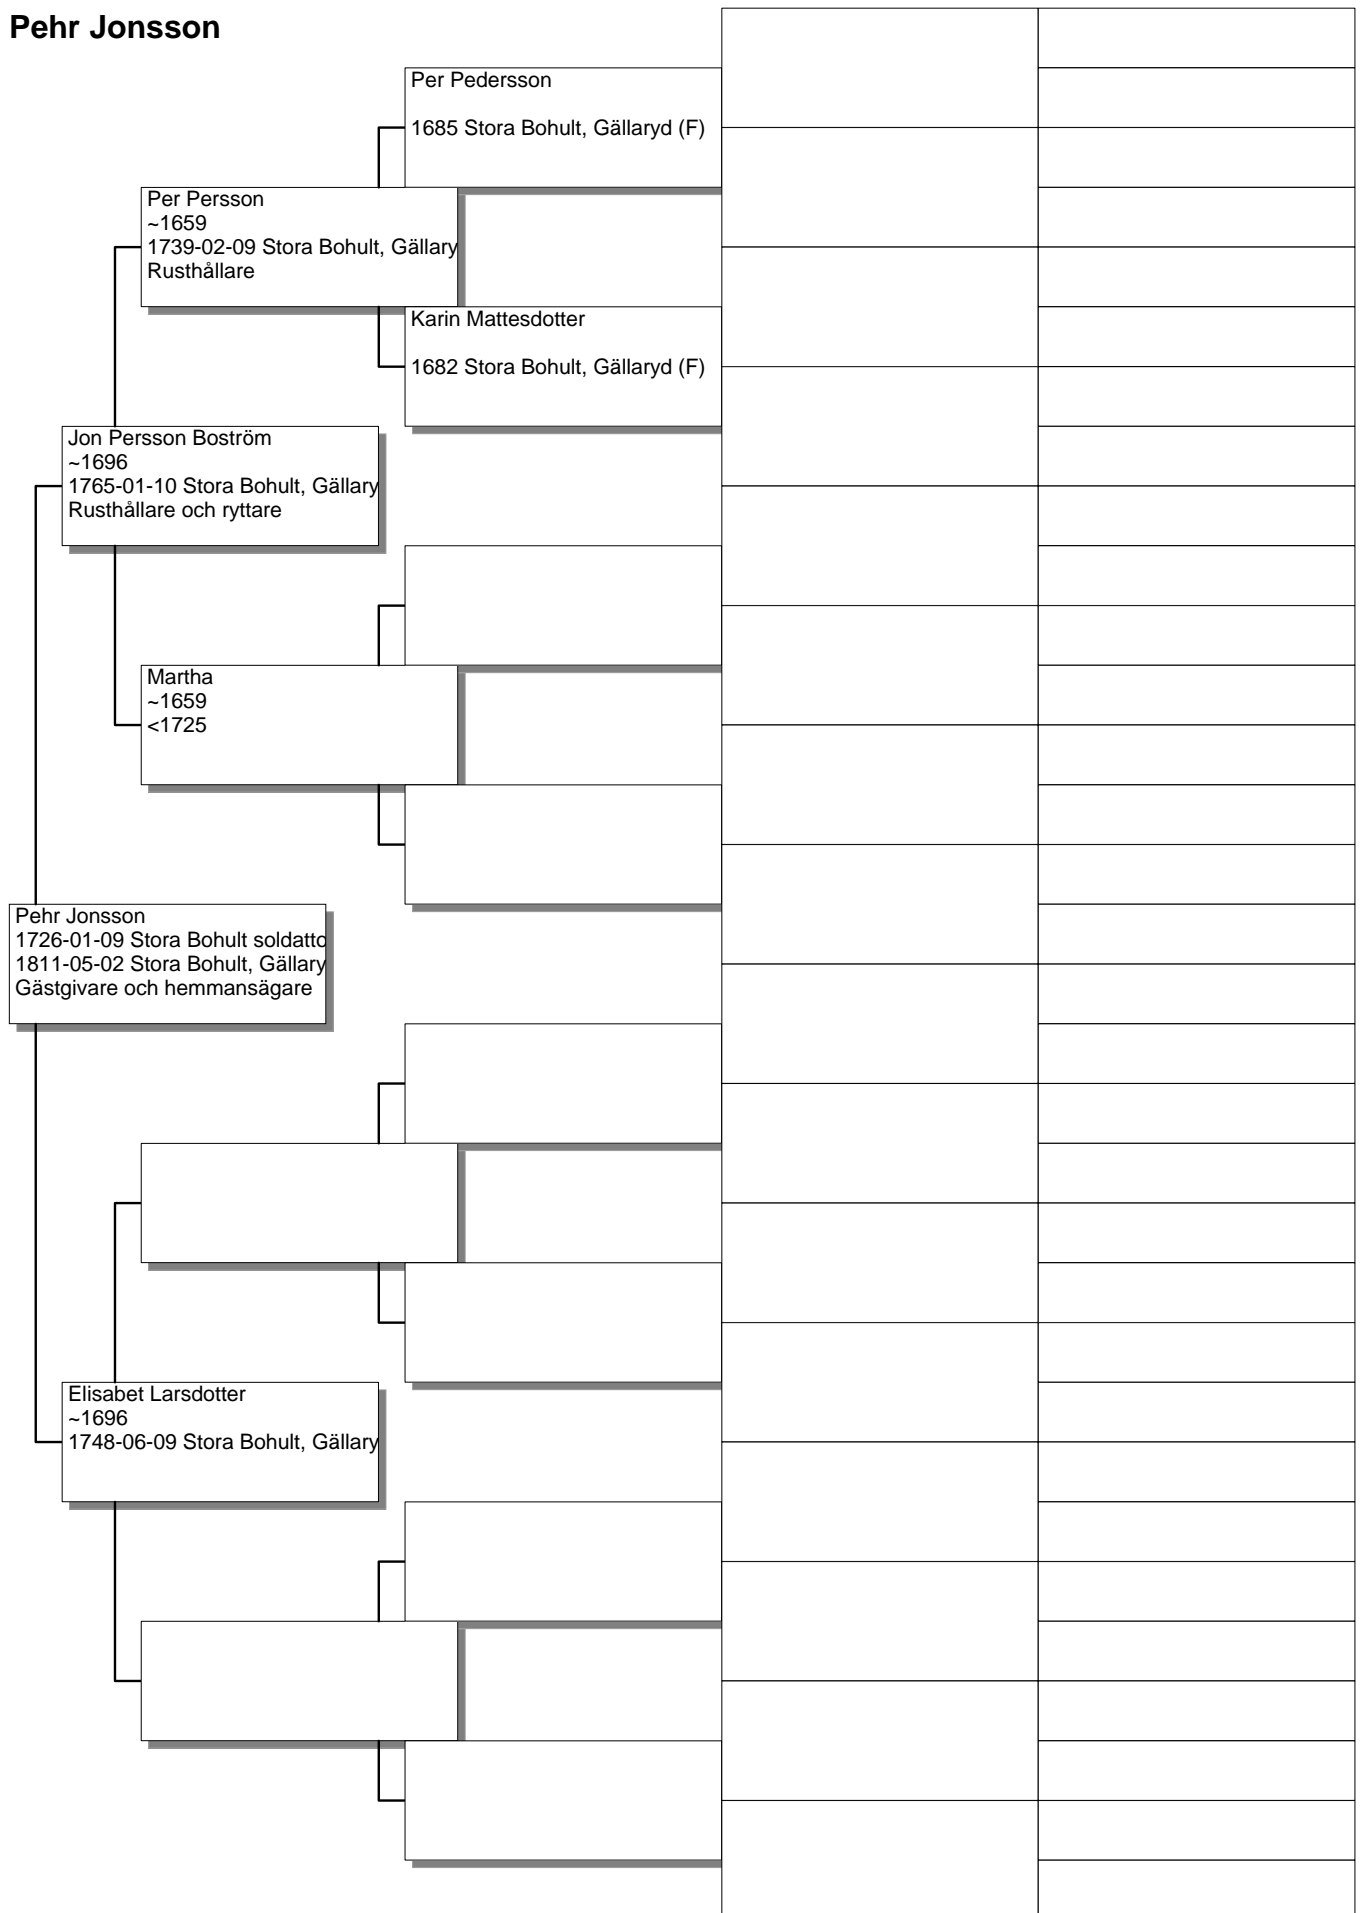 Pehr Jonsson
Per Pedersson
1685 Stora Bohult, Gällaryd (F)
Per Persson
~1659
1739-02-09 Stora Bohult, Gällary
Rusthållare
Karin Mattesdotter
1682 Stora Bohult, Gällaryd (F)
Jon Persson Boström
~1696
1765-01-10 Stora Bohult, Gällary
Rusthållare och ryttare
Martha
~1659
<1725
Pehr Jonsson
1726-01-09 Stora Bohult soldatto
1811-05-02 Stora Bohult, Gällary
Gästgivare och hemmansägare
Elisabet Larsdotter
~1696
1748-06-09 Stora Bohult, Gällary